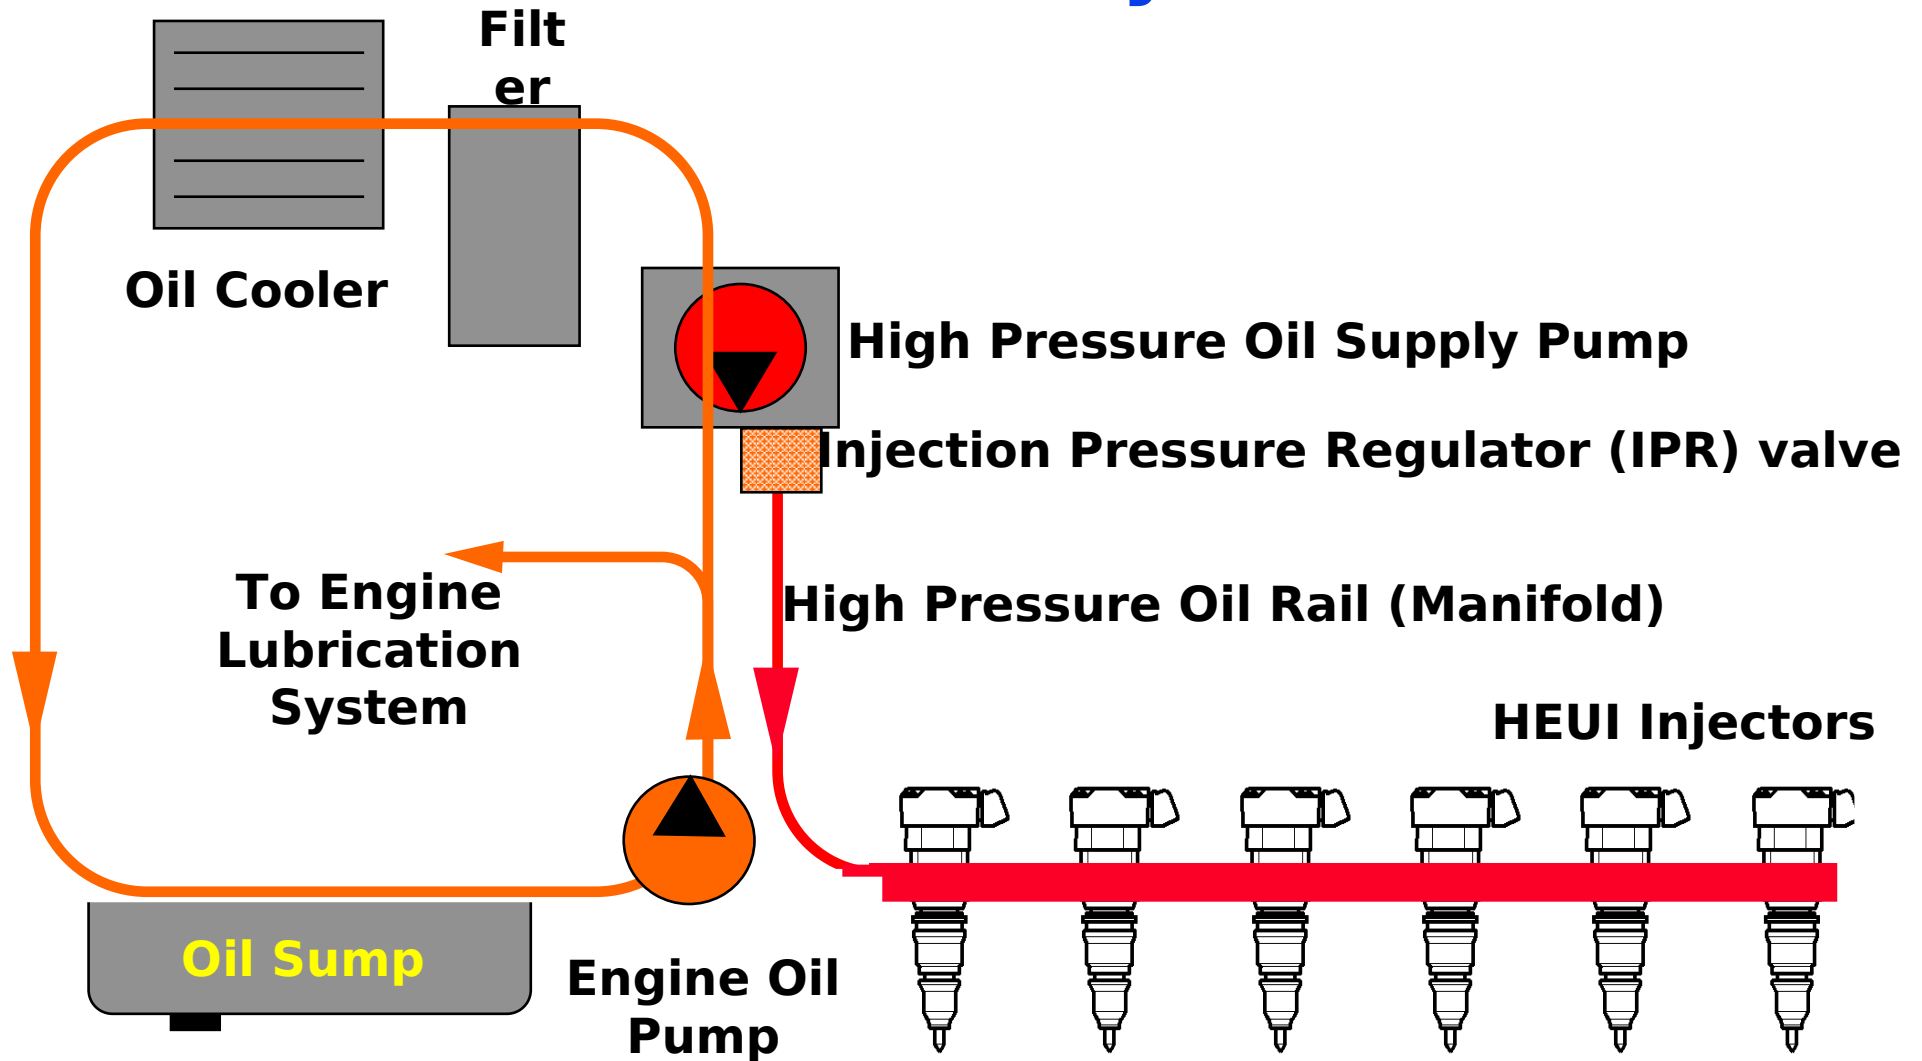 Filt
er
Oil Cooler
High Pressure Oil Supply Pump
Injection Pressure Regulator (IPR) valve
To Engine
Lubrication
System
High Pressure Oil Rail (Manifold)
HEUI Injectors
Oil Sump
Engine Oil
Pump